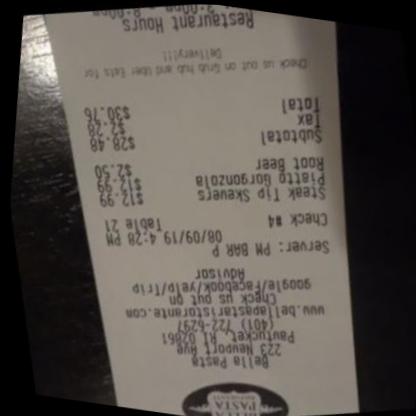 PASTA
Bella Pasta
223 Newport Ave
Pawtucket, RI 02861
(401) 722-6297
www.bellapastaristorante.com
Check us out on
google/Facebook/yelp/Trip
Advisor
Server: PM BAR P
08/09/19 4:28 PM
Check #4 Table 21
Steak Tip Skewers $12.99
Piatto Gorgonzola $12.99
Root Beer $2.50
Subtotal $28.48
Tax $2.28
Total $30.76
Check us out on Grub hub and Uber Eats for
Delivery!!!
Restaurant Hours